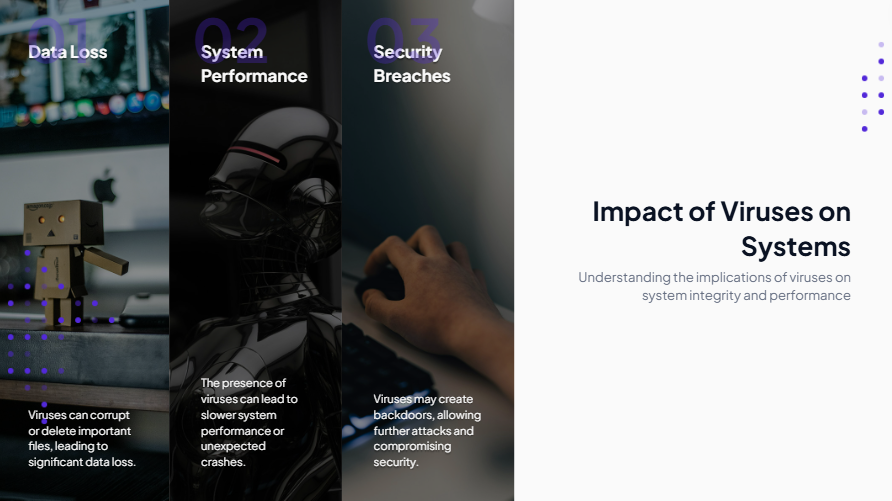 01
Data Loss
Viruses can corrupt
or delete important
files, leading to
significant data loss.
02
System
Performance
The presence of
viruses can lead to
slower system
performance or
unexpected
crashes.
03
Security
Breaches
Viruses may create
backdoors, allowing
further attacks and
compromising
security.
Impact of Viruses on
Systems
Understanding the implications of viruses on
system integrity and performance